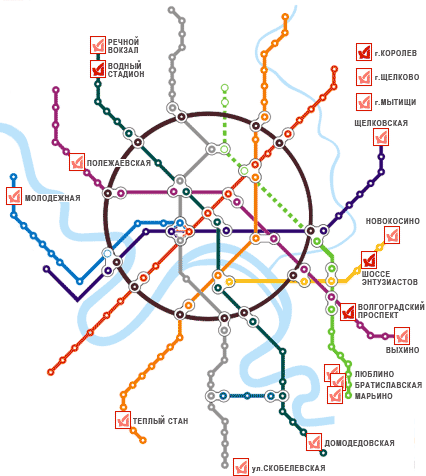 РЕЧНОЙ
ВОКЗАЛ
ВОДНЫЙ
СТАДИОН
г.КОРОЛЕВ
г.ЩЕЛКОВО
г.МЫТИЩИ
ЩЕЛКОВСКАЯ
ПОЛЕЖАЕВСКАЯ
МОЛОДЕЖНАЯ
НОВОКОСИНО
ШОССЕ
ЭНТУЗИАСТОВ
ВОЛГОГРАДСКИЙ
ПРОСПЕКТ
ВЫХИНО
ЛЮБЛИНО
БРАТИСЛАВСКАЯ
МАРЬИНО
ТЕПЛЫЙ СТАН
ДОМОДЕДОВСКАЯ
ул.СКОБЕЛЕВСКАЯ